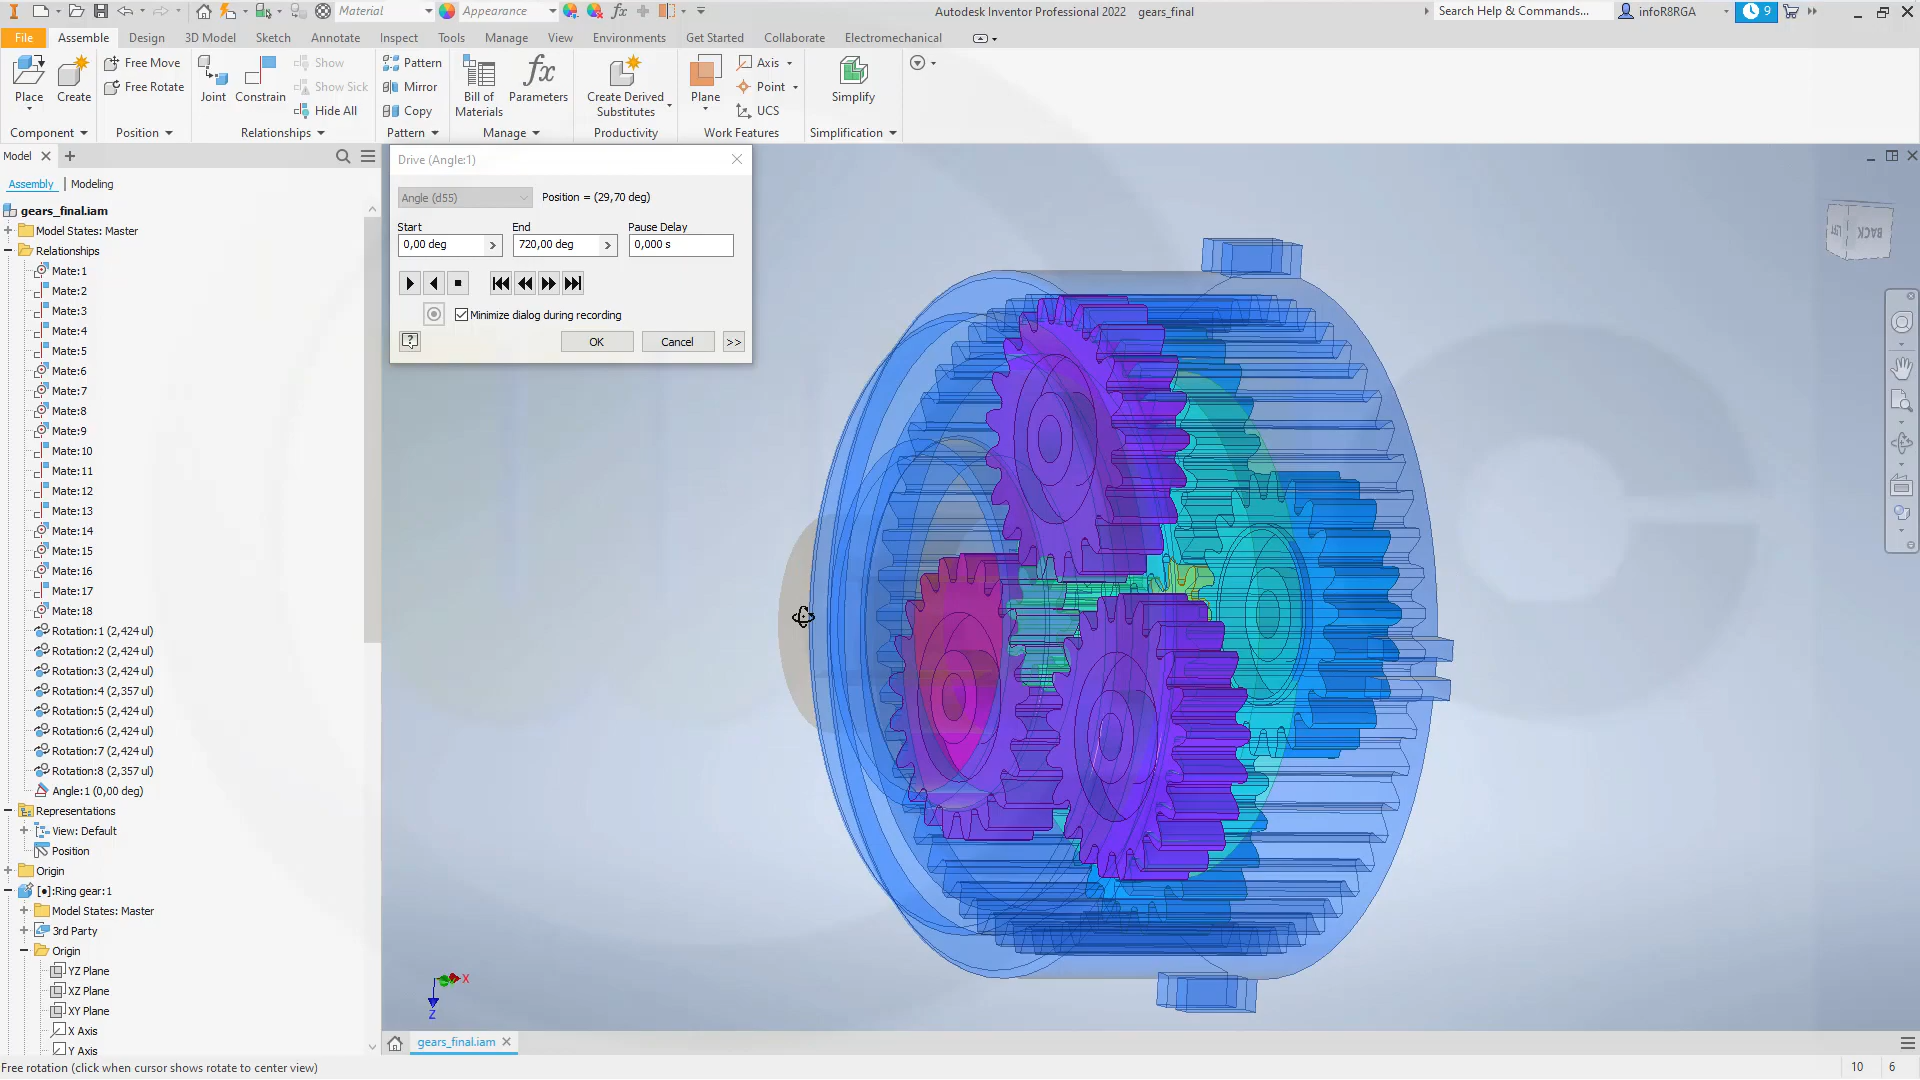 Material
Appearance
Autodesk Inventor Professional 2022 gears_final
Search Help & Commands...
infoR8RGA
9
File Assemble Design 3D Model Sketch Annotate Inspect Tools Manage View Environments Get Started Collaborate Electromechanical
Place
Create
Free Move
Free Rotate
Joint
Constrain
Show
Show Sick
Hide All
Pattern
Mirror
Copy
Bill of Materials
fx
Parameters
Create Derived Substitutes
Plane
Axis
Point
UCS
Simplify
Component Position Relationships Pattern Manage Productivity Work Features Simplification
Model
Assembly | Modeling
gears_final.iam
Model States: Master
Relationships
Mate:1
Mate:2
Mate:3
Mate:4
Mate:5
Mate:6
Mate:7
Mate:8
Mate:9
Mate:10
Mate:11
Mate:12
Mate:13
Mate:14
Mate:15
Mate:16
Mate:17
Mate:18
Rotation:1 (2,424 ul)
Rotation:2 (2,424 ul)
Rotation:3 (2,424 ul)
Rotation:4 (2,357 ul)
Rotation:5 (2,424 ul)
Rotation:6 (2,424 ul)
Rotation:7 (2,424 ul)
Rotation:8 (2,357 ul)
Angle:1 (0,00 deg)
Representations
View: Default
Position
Origin
[●]:Ring gear:1
Model States: Master
3rd Party
Origin
YZ Plane
XZ Plane
XY Plane
X Axis
Y Axis
Drive (Angle:1)
Angle (d55)
Position = (29,70 deg)
Start End Pause Delay
0,00 deg 720,00 deg 0,000 s
Minimize dialog during recording
OK Cancel >>
BACK
X
Z
gears_final.iam
Free rotation (click when cursor shows rotate to center view)
10 6